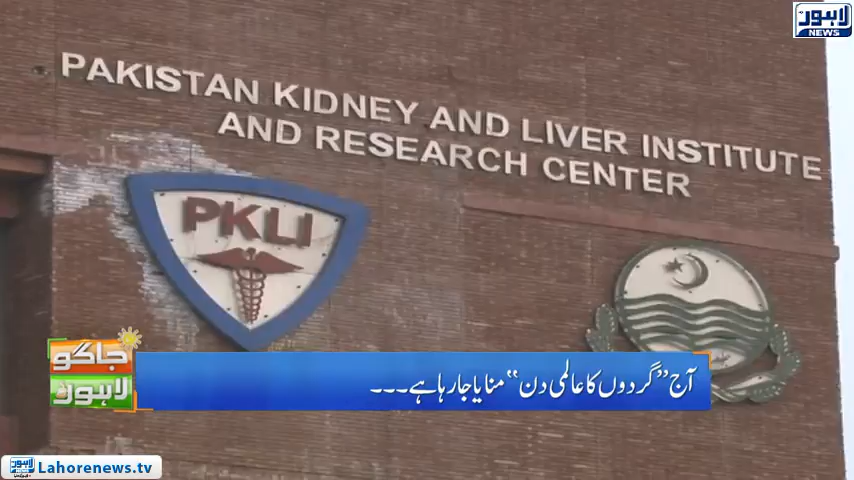 لاہور
NEWS
PAKISTAN KIDNEY AND LIVER INSTITUTE
AND RESEARCH CENTER
PKLI
جاگو
لاہور
آج ”گردوں کا عالمی دن“ منایا جا رہا ہے۔۔۔
لاہور
Lahorenews.tv